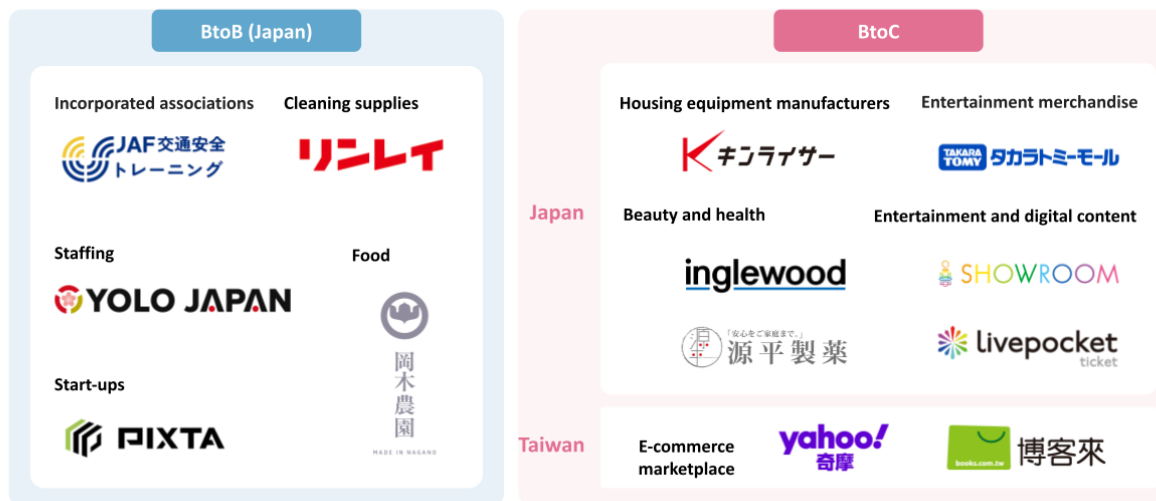 BtoB (Japan)
Incorporated associations
JAF交通安全
トレーニング
Cleaning supplies
リンレイ
Staffing
YOLO JAPAN
Food
岡木農園
MADE IN NAGANO
Start-ups
PIXTA
BtoC
Japan
Housing equipment manufacturers
キンライサー
Entertainment merchandise
TAKARA
TOMY
タカラトミーモール
Beauty and health
inglewood
「安心をご家庭まで。」
源平製薬
Entertainment and digital content
SHOWROOM
livepocket
ticket
Taiwan
E-commerce
marketplace
yahoo!
奇摩
books.com.tw
博客來